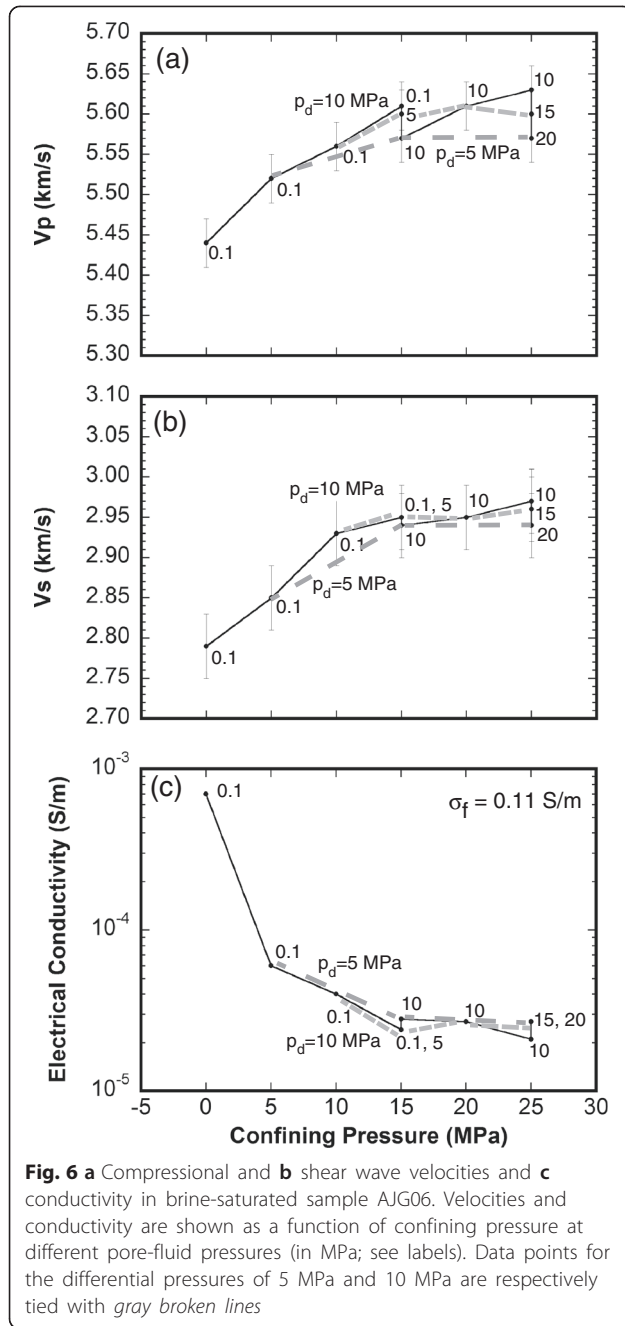 (a)
5.70
5.65
5.60
5.55
5.50
5.45
5.40
5.35
5.30
Vp (km/s)
p_d=10 MPa
p_d=5 MPa
0.1
0.1
0.1
0.1
5
10
10
10
15
20
(b)
3.10
3.05
3.00
2.95
2.90
2.85
2.80
2.75
2.70
Vs (km/s)
p_d=10 MPa
p_d=5 MPa
0.1
0.1
0.1
0.1, 5
10
10
10
15
20
(c)
σ_f = 0.11 S/m
10^-3
10^-4
10^-5
Electrical Conductivity (S/m)
0.1
0.1
p_d=5 MPa
0.1
p_d=10 MPa
10
0.1, 5
10
15, 20
10
-5 0 5 10 15 20 25 30
Confining Pressure (MPa)
Fig. 6 a Compressional and b shear wave velocities and c
conductivity in brine-saturated sample AJG06. Velocities and
conductivity are shown as a function of confining pressure at
different pore-fluid pressures (in MPa; see labels). Data points for
the differential pressures of 5 MPa and 10 MPa are respectively
tied with gray broken lines